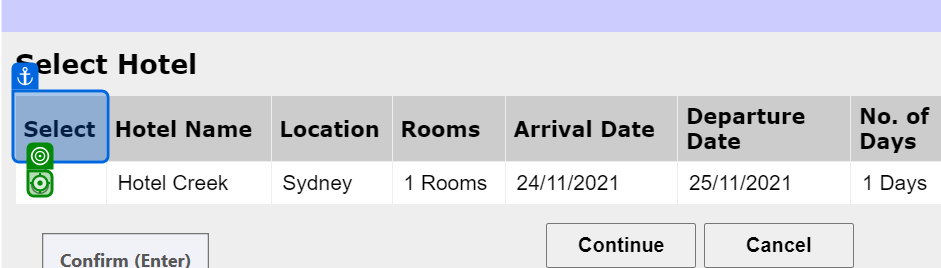 Select Hotel
Select Hotel Name Location Rooms Arrival Date Departure Date No. of Days
Hotel Creek Sydney 1 Rooms 24/11/2021 25/11/2021 1 Days
Continue Cancel
Confirm (Enter)